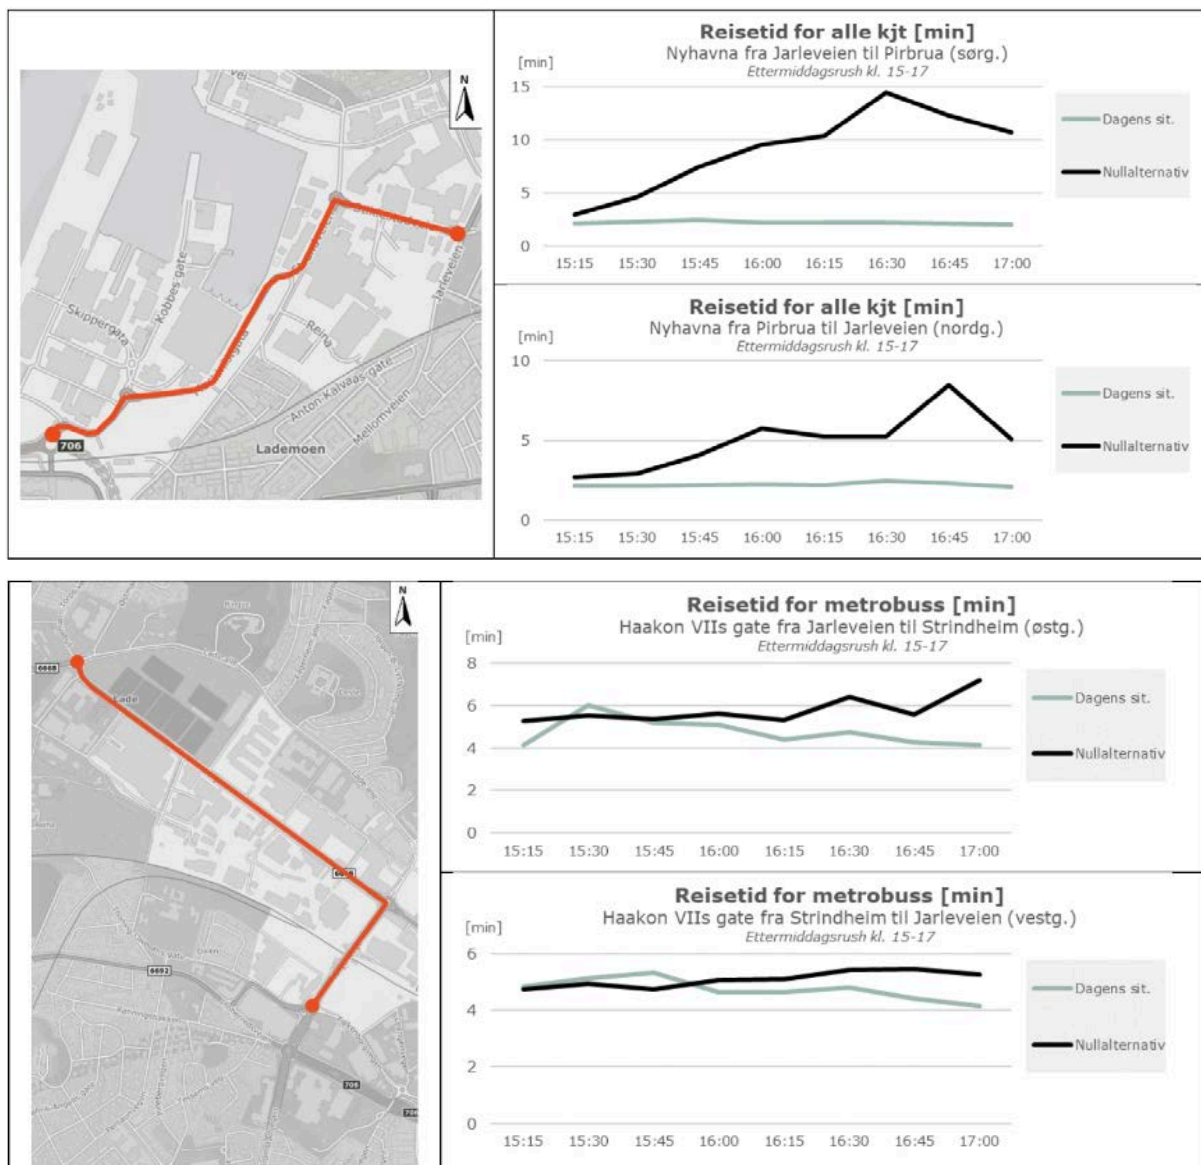 N
Skippergata
Kobbes gate
Reina
Jarleveien
Anton Kalvaas gate
Mellomveien
Lademoen
706
Reisetid for alle kjt [min]
Nyhavna fra Jarleveien til Pirbrua (sørg.)
Ettermiddagsrush kl. 15-17
[min]
15
10
5
0
15:15 15:30 15:45 16:00 16:15 16:30 16:45 17:00
Dagens sit.
Nullalternativ
Reisetid for alle kjt [min]
Nyhavna fra Pirbrua til Jarleveien (nordg.)
Ettermiddagsrush kl. 15-17
[min]
10
5
0
15:15 15:30 15:45 16:00 16:15 16:30 16:45 17:00
Dagens sit.
Nullalternativ
N
6668
Lade
6692
706
706
Reisetid for metrobuss [min]
Haakon VIIs gate fra Jarleveien til Strindheim (østg.)
Ettermiddagsrush kl. 15-17
[min]
8
6
4
2
0
15:15 15:30 15:45 16:00 16:15 16:30 16:45 17:00
Dagens sit.
Nullalternativ
Reisetid for metrobuss [min]
Haakon VIIs gate fra Strindheim til Jarleveien (vestg.)
Ettermiddagsrush kl. 15-17
[min]
6
4
2
0
15:15 15:30 15:45 16:00 16:15 16:30 16:45 17:00
Dagens sit.
Nullalternativ